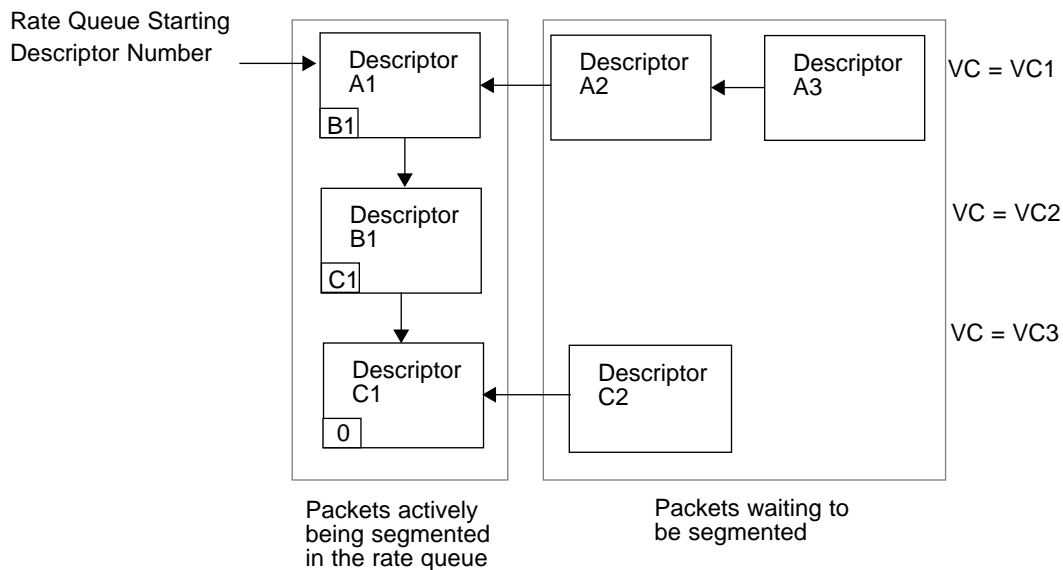 Rate Queue Starting
Descriptor Number
Descriptor
A1
B1
Descriptor
A2
Descriptor
A3
VC = VC1
Descriptor
B1
C1
VC = VC2
Descriptor
C1
0
Descriptor
C2
VC = VC3
Packets actively
being segmented
in the rate queue
Packets waiting to
be segmented